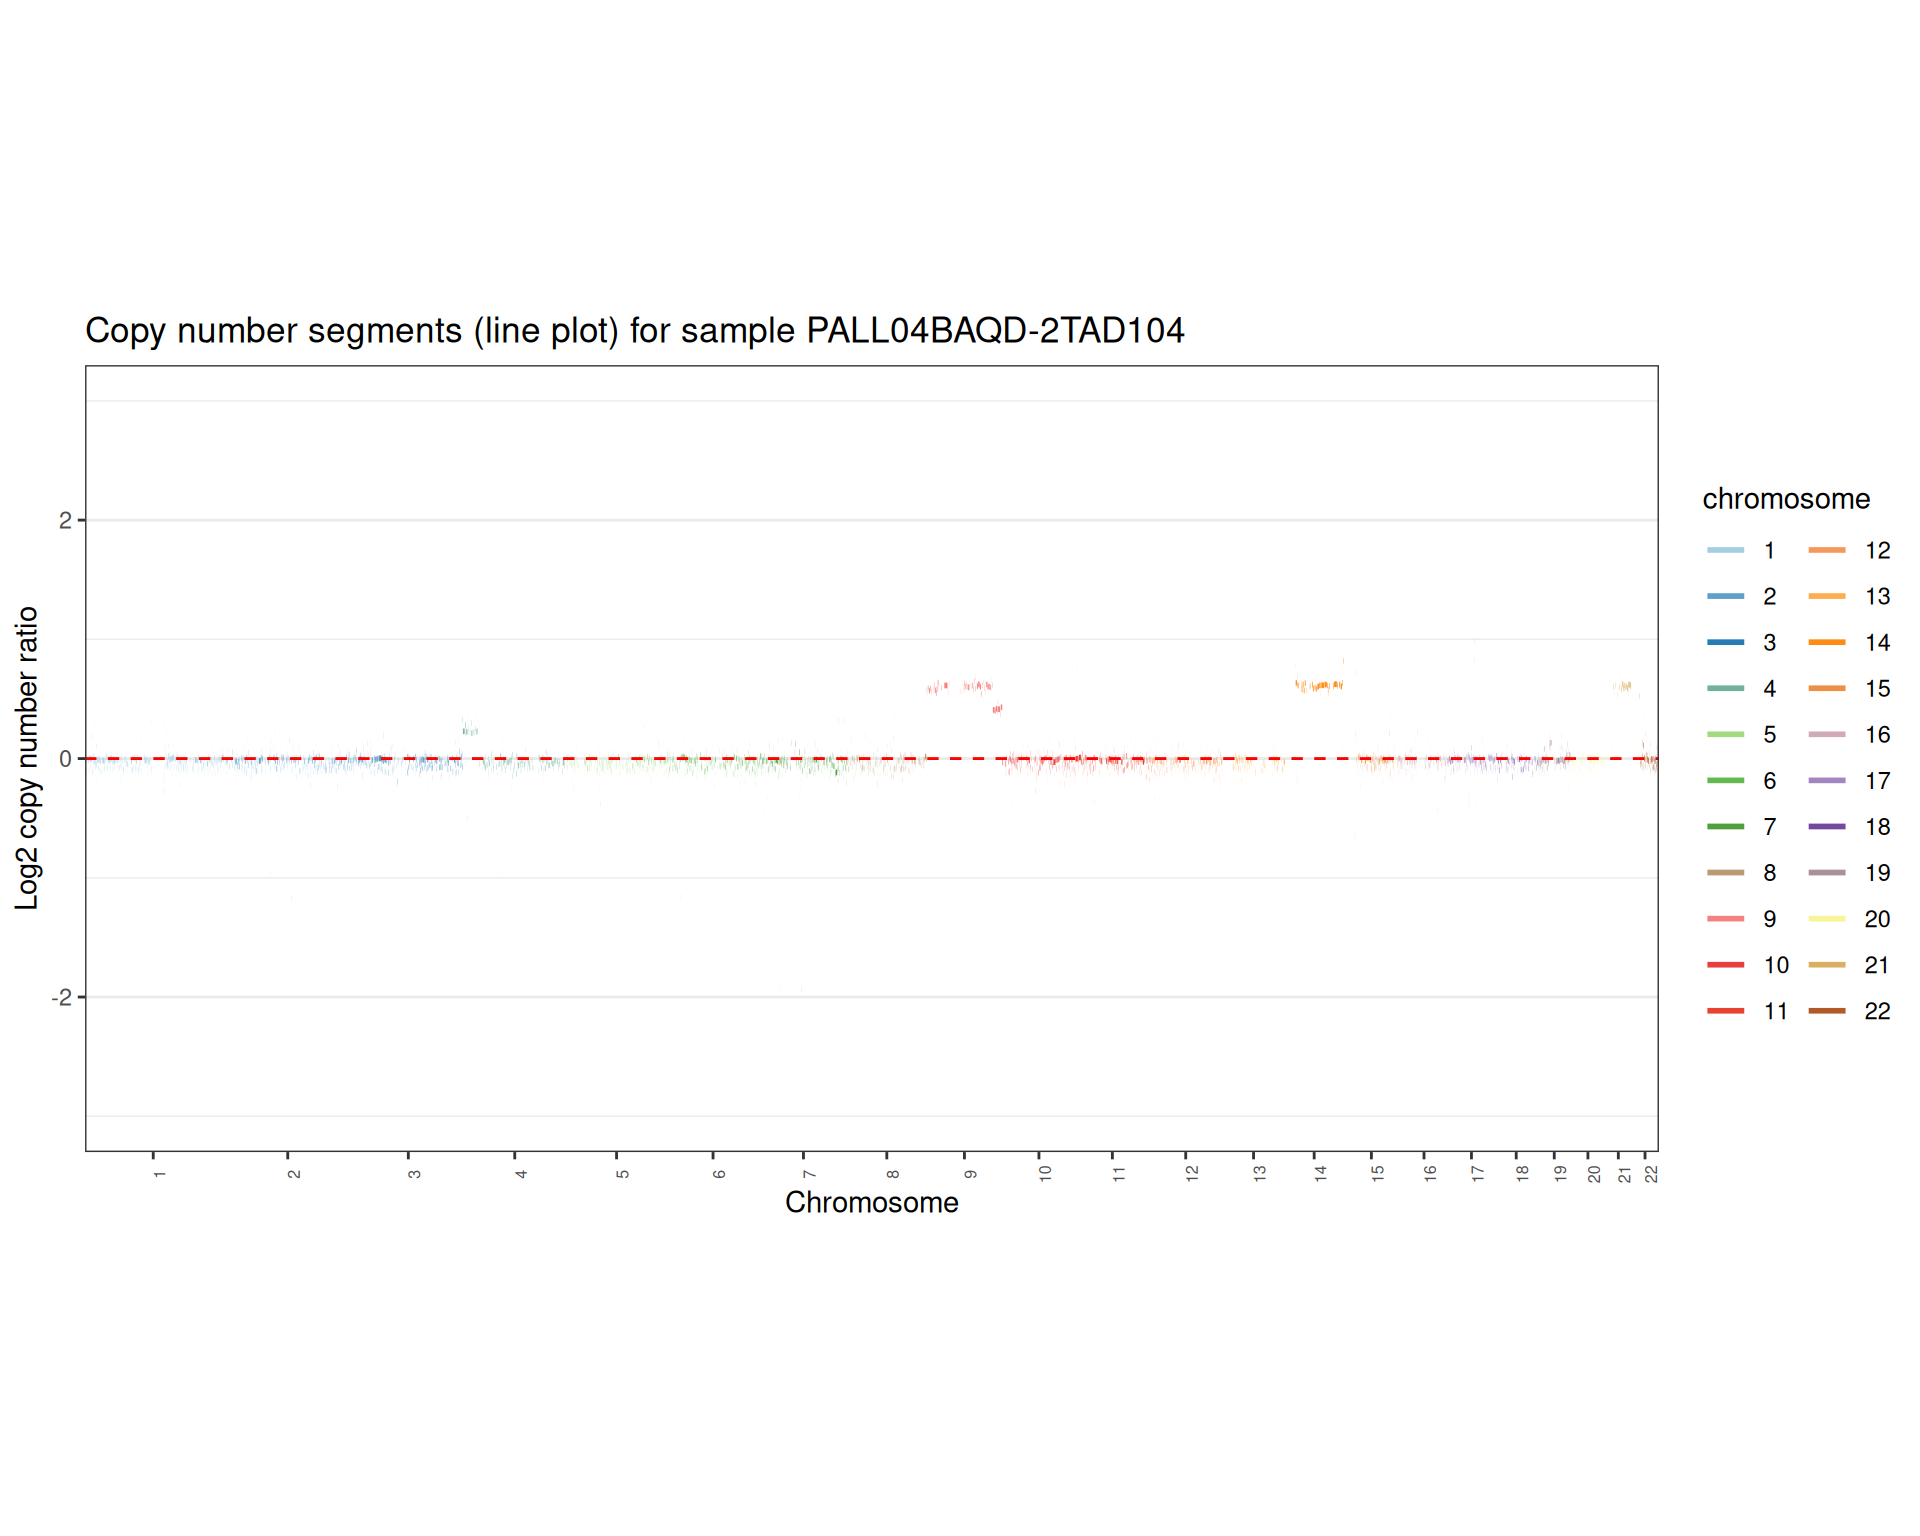 Copy number segments (line plot) for sample PALL04BAQD-2TAD104
Log2 copy number ratio
2
0
-2
1 2 3 4 5 6 7 8 9 10 11 12 13 14 15 16 17 18 19 20 21 22
Chromosome
chromosome
1 12
2 13
3 14
4 15
5 16
6 17
7 18
8 19
9 20
10 21
11 22